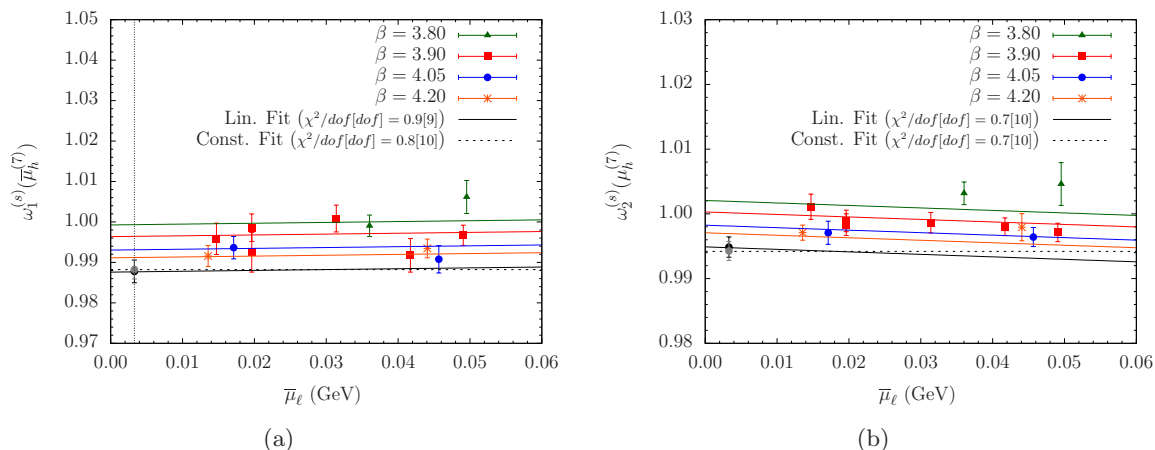 1.05
1.04
1.03
1.02
1.01
1.00
0.99
0.98
0.97
ω₁⁽ˢ⁾(μ̅ₕ⁽⁷⁾)
β = 3.80
β = 3.90
β = 4.05
β = 4.20
Lin. Fit (χ²/dof[dof] = 0.9[9])
Const. Fit (χ²/dof[dof] = 0.8[10])
0.00 0.01 0.02 0.03 0.04 0.05 0.06
μ̅_ℓ (GeV)
(a)
1.03
1.02
1.01
1.00
0.99
0.98
ω₂⁽ˢ⁾(μₕ⁽⁷⁾)
β = 3.80
β = 3.90
β = 4.05
β = 4.20
Lin. Fit (χ²/dof[dof] = 0.7[10])
Const. Fit (χ²/dof[dof] = 0.7[10])
0.00 0.01 0.02 0.03 0.04 0.05 0.06
μ̅_ℓ (GeV)
(b)